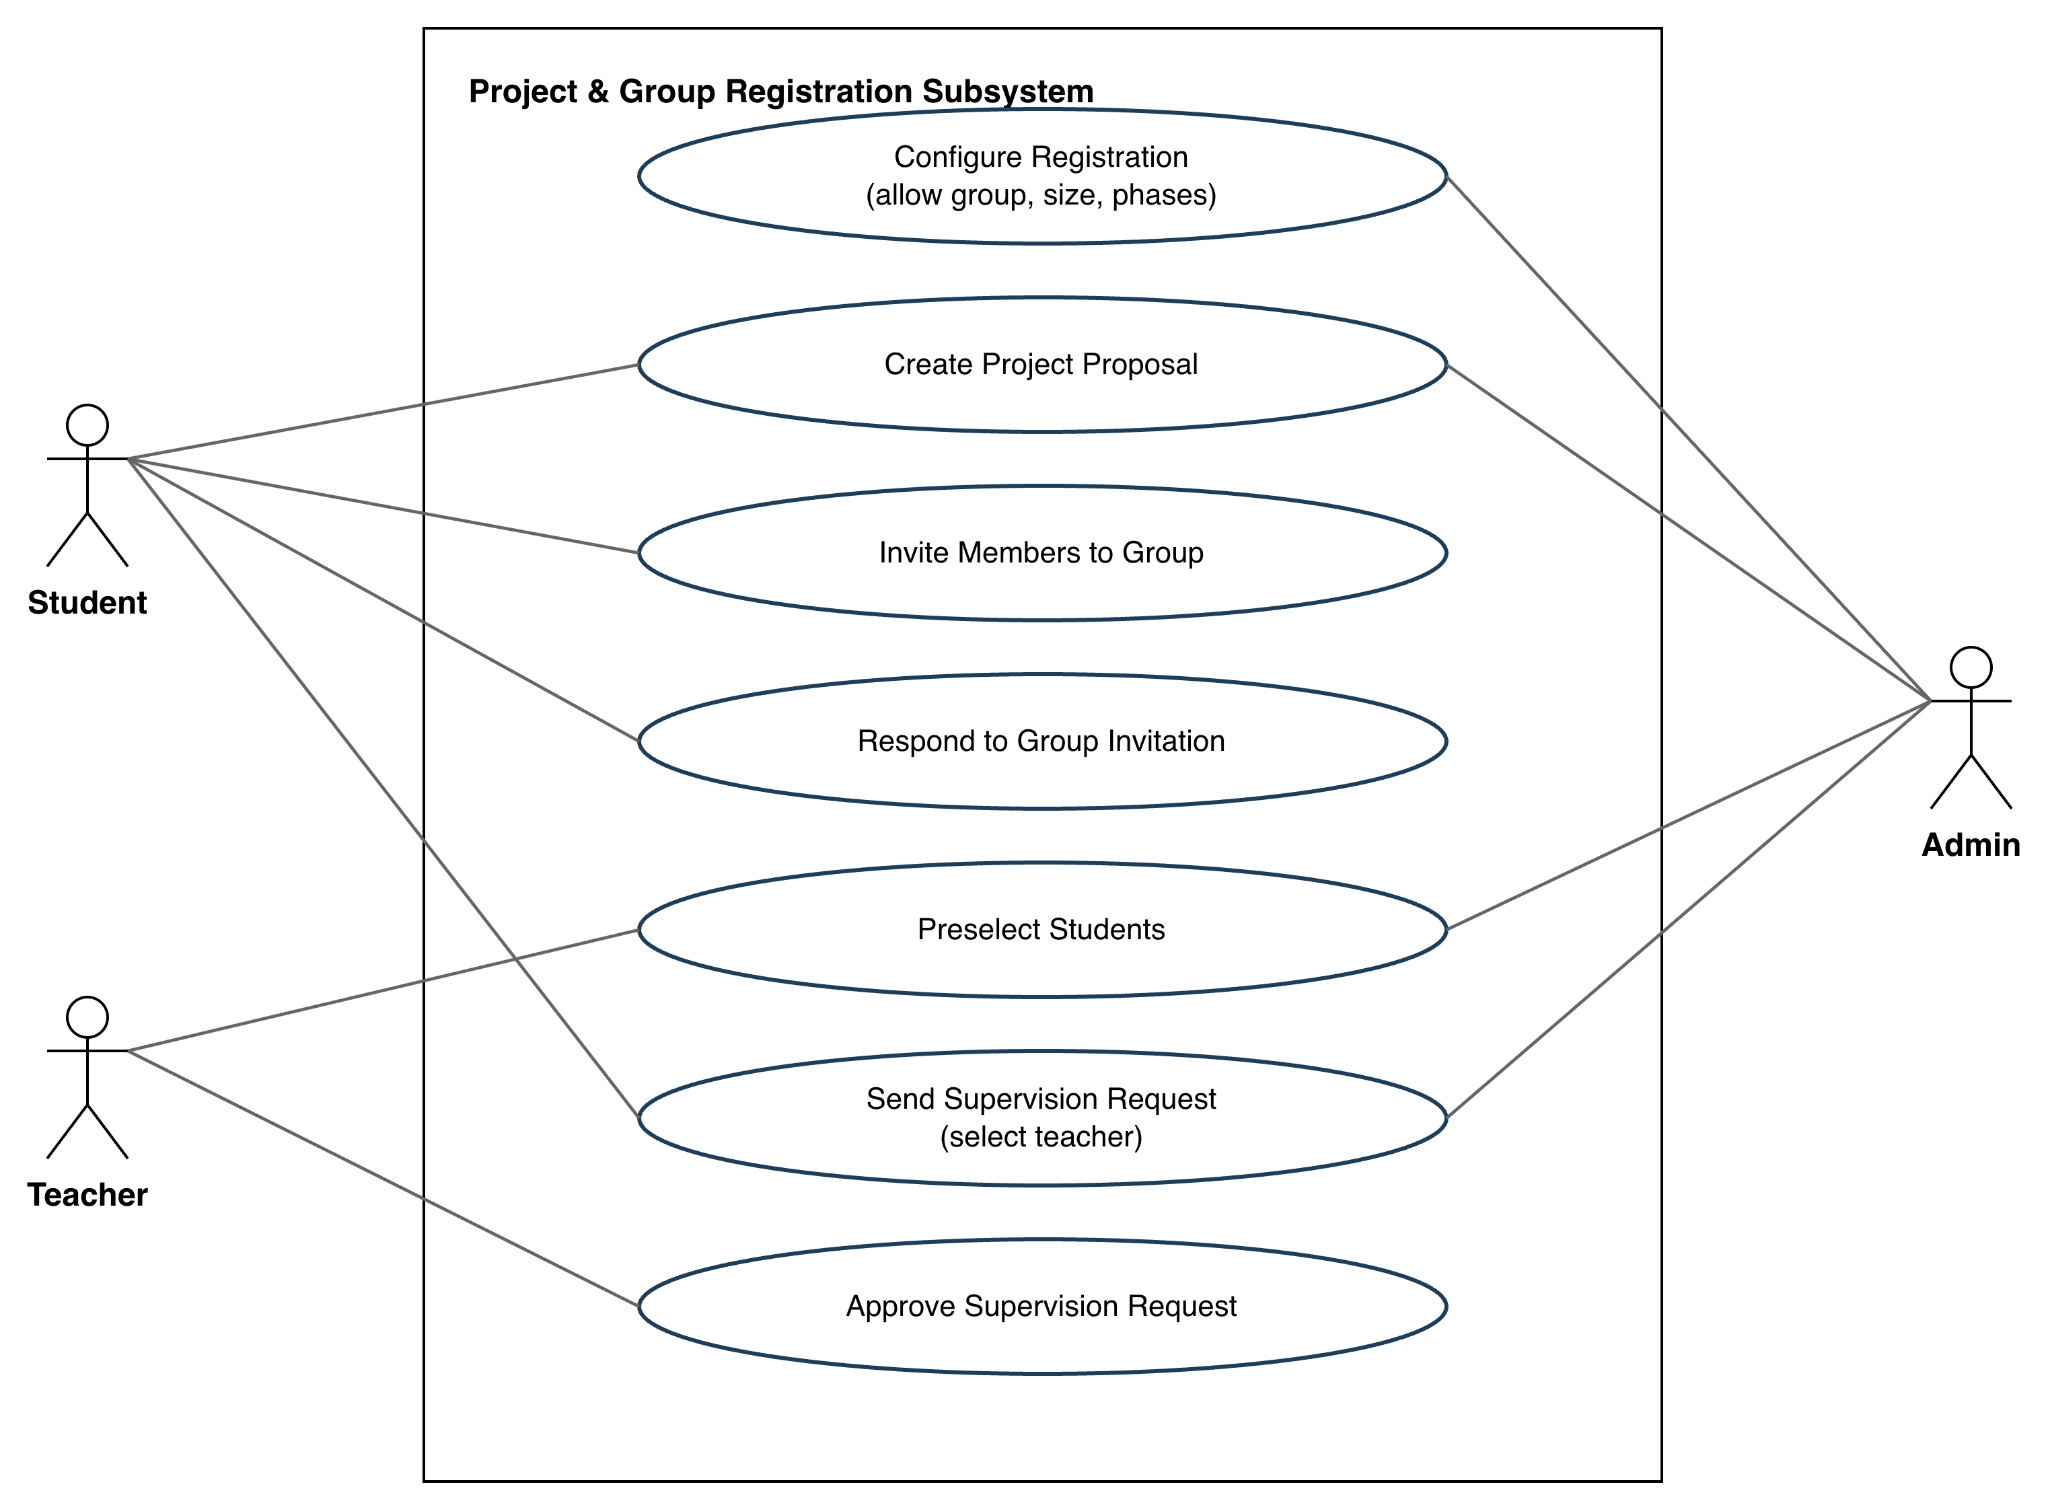 Project & Group Registration Subsystem
Configure Registration
(allow group, size, phases)
Create Project Proposal
Invite Members to Group
Student
Respond to Group Invitation
Admin
Preselect Students
Send Supervision Request
(select teacher)
Teacher
Approve Supervision Request